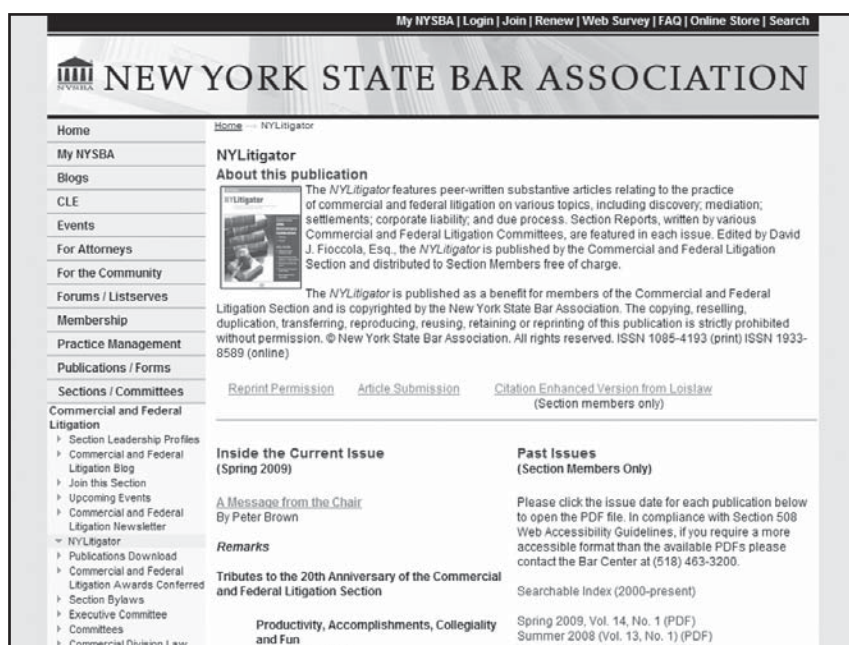 My NYSBA | Login | Join | Renew | Web Survey | FAQ | Online Store | Search
NYSBA
NEW YORK STATE BAR ASSOCIATION
Home
My NYSBA
Blogs
CLE
Events
For Attorneys
For the Community
Forums / Listserves
Membership
Practice Management
Publications / Forms
Sections / Committees
Commercial and Federal
Litigation
Section Leadership Profiles
Commercial and Federal
Litigation Blog
Join this Section
Upcoming Events
Commercial and Federal
Litigation Newsletter
NYLitigator
Publications Download
Commercial and Federal
Litigation Awards Conferred
Section Bylaws
Executive Committee
Committees
Commercial Division Law
Home → NYLitigator
NYLitigator
About this publication
NYLitigator
The NYLitigator features peer-written substantive articles relating to the practice
of commercial and federal litigation on various topics, including discovery; mediation;
settlements; corporate liability; and due process. Section Reports, written by various
Commercial and Federal Litigation Committees, are featured in each issue. Edited by David
J. Fioccola, Esq., the NYLitigator is published by the Commercial and Federal Litigation
Section and distributed to Section Members free of charge.
The NYLitigator is published as a benefit for members of the Commercial and Federal
Litigation Section and is copyrighted by the New York State Bar Association. The copying, reselling,
duplication, transferring, reproducing, reusing, retaining or reprinting of this publication is strictly prohibited
without permission. © New York State Bar Association. All rights reserved. ISSN 1085-4193 (print) ISSN 1933-
8589 (online)
Reprint Permission Article Submission Citation Enhanced Version from Loislaw
(Section members only)
Inside the Current Issue
(Spring 2009)
A Message from the Chair
By Peter Brown
Remarks
Tributes to the 20th Anniversary of the Commercial
and Federal Litigation Section
Productivity, Accomplishments, Collegiality
and Fun
Past Issues
(Section Members Only)
Please click the issue date for each publication below
to open the PDF file. In compliance with Section 508
Web Accessibility Guidelines, if you require a more
accessible format than the available PDFs please
contact the Bar Center at (518) 463-3200.
Searchable Index (2000-present)
Spring 2009, Vol. 14, No. 1 (PDF)
Summer 2008 (Vol. 13, No. 1) (PDF)